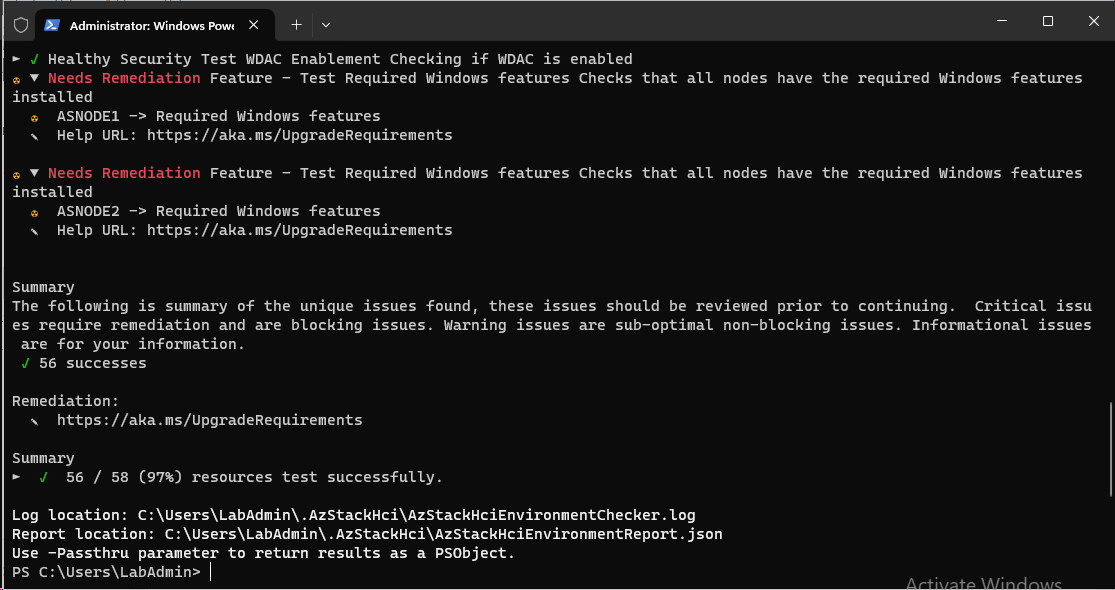 Administrator: Windows Powe
► ✓ Healthy Security Test WDAC Enablement Checking if WDAC is enabled
▼ Needs Remediation Feature - Test Required Windows features Checks that all nodes have the required Windows features
installed
ASNODE1 -> Required Windows features
Help URL: https://aka.ms/UpgradeRequirements
▼ Needs Remediation Feature - Test Required Windows features Checks that all nodes have the required Windows features
installed
ASNODE2 -> Required Windows features
Help URL: https://aka.ms/UpgradeRequirements
Summary
The following is summary of the unique issues found, these issues should be reviewed prior to continuing.  Critical issu
es require remediation and are blocking issues. Warning issues are sub-optimal non-blocking issues. Informational issues
are for your information.
✓ 56 successes
Remediation:
https://aka.ms/UpgradeRequirements
Summary
► ✓ 56 / 58 (97%) resources test successfully.
Log location: C:\Users\LabAdmin\.AzStackHci\AzStackHciEnvironmentChecker.log
Report location: C:\Users\LabAdmin\.AzStackHci\AzStackHciEnvironmentReport.json
Use -Passthru parameter to return results as a PSObject.
PS C:\Users\LabAdmin>
Activate Windows